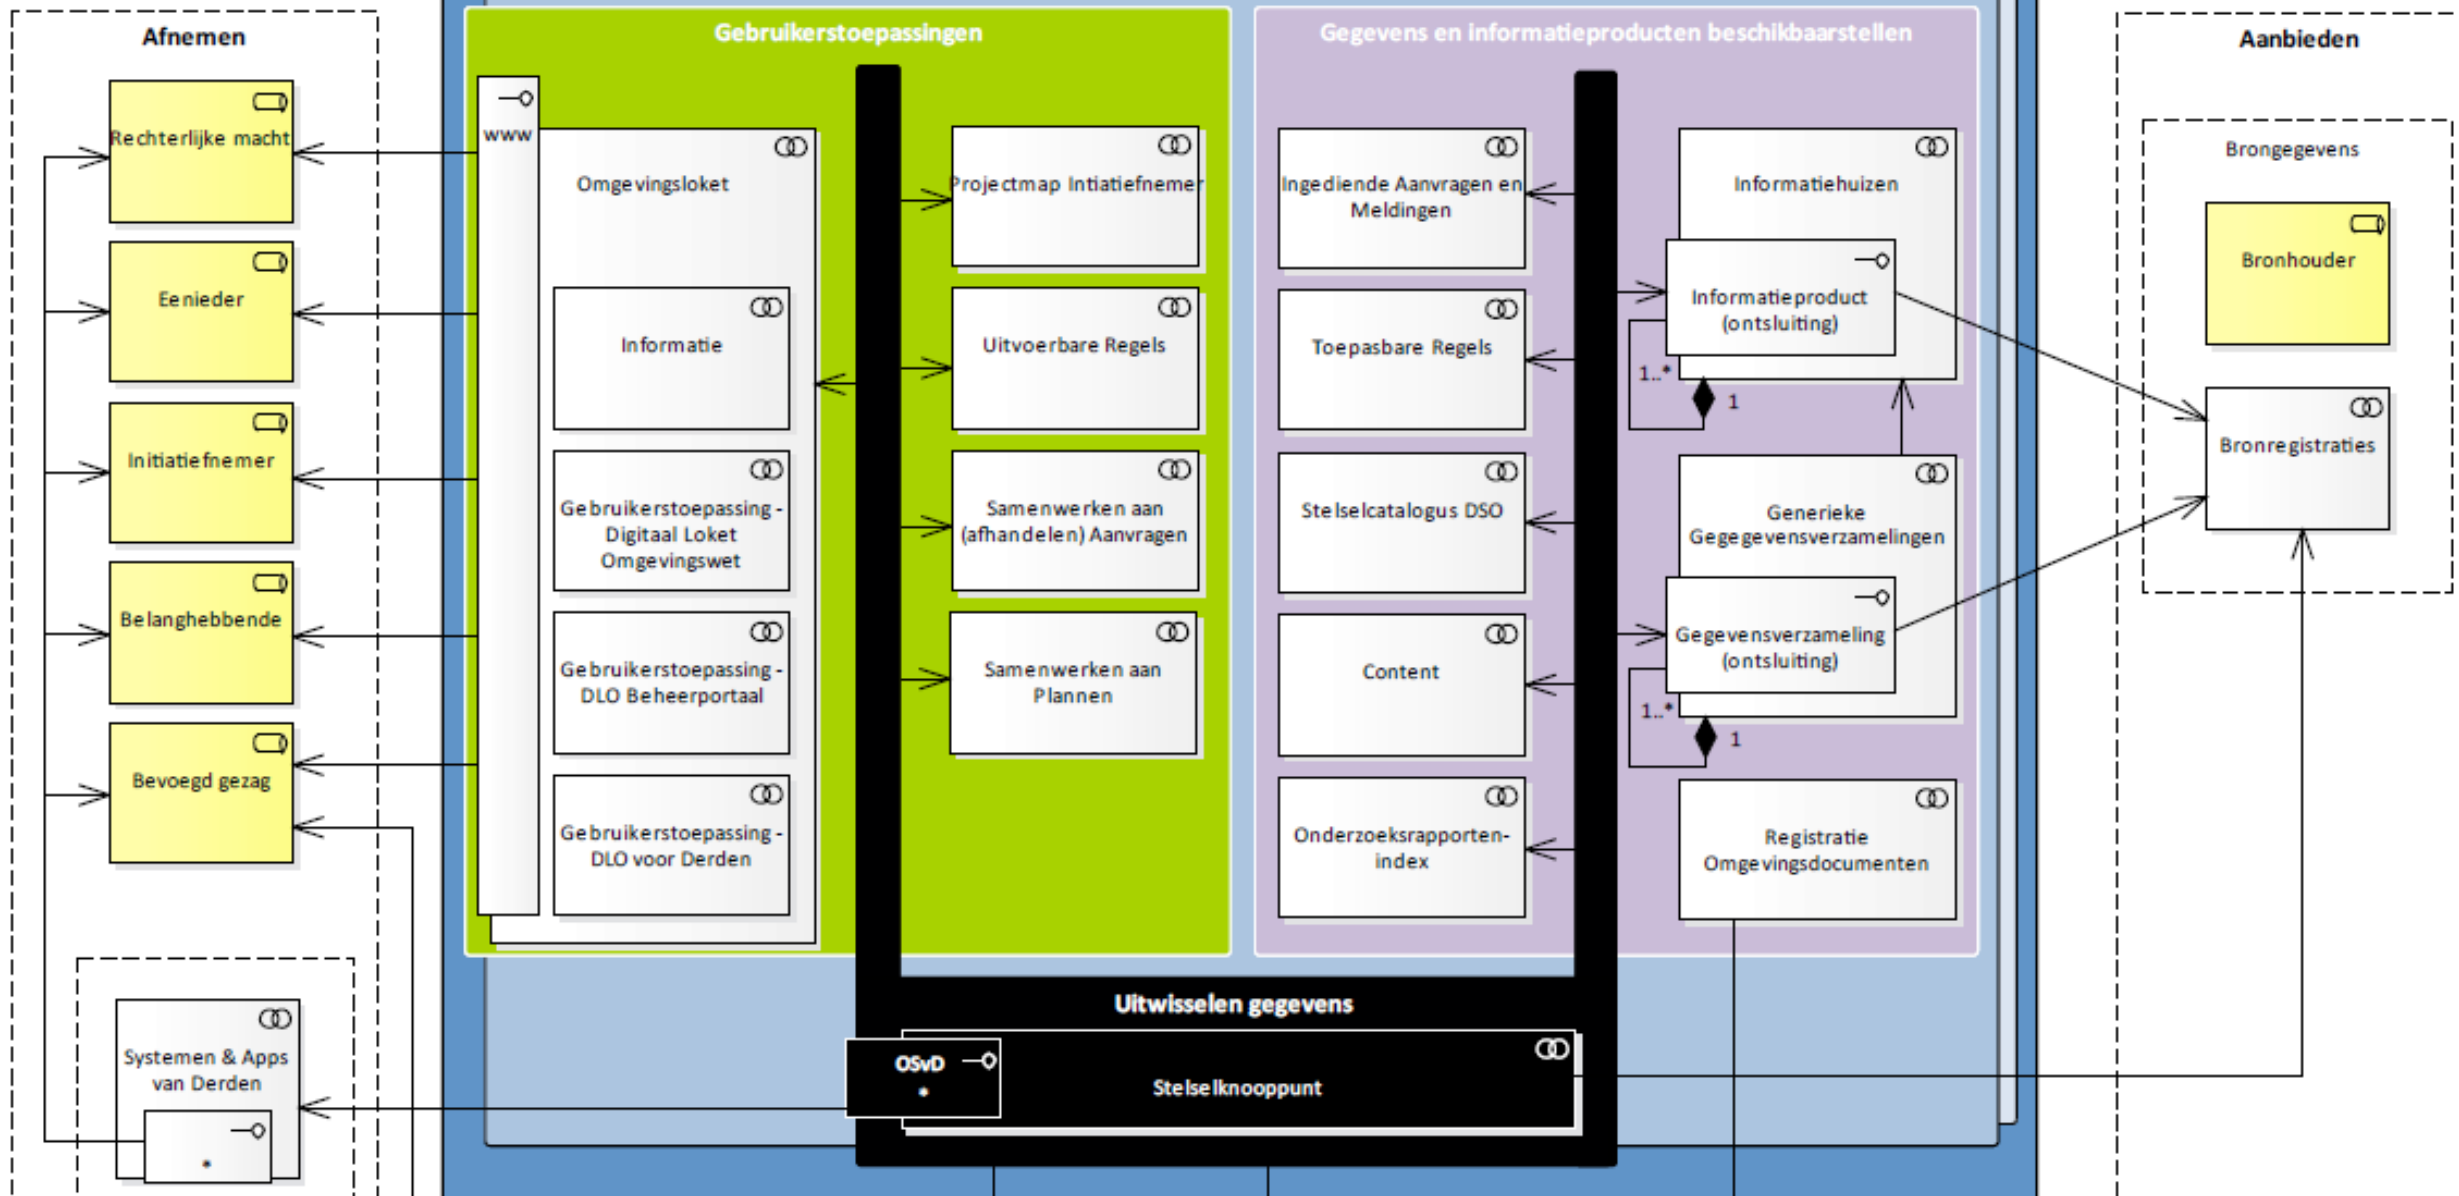 Afnemen
Rechterlijke macht
Eenieder
Initiatiefnemer
Belanghebbende
Bevoegd gezag
Systemen & Apps
van Derden
*
Gebruikerstoepassingen
www
Omgevingsloket
Informatie
Gebruikerstoepassing -
Digitaal Loket
Omgevingswet
Gebruikerstoepassing -
DLO Beheerportaal
Gebruikerstoepassing -
DLO voor Derden
Projectmap Intiatiefnemer
Uitvoerbare Regels
Samenwerken aan
(afhandelen) Aanvragen
Samenwerken aan
Plannen
Gegevens en informatieproducten beschikbaarstellen
Ingediende Aanvragen en
Meldingen
Toepasbare Regels
Stelselcatalogus DSO
Content
Onderzoeksrapporten-
index
Informatiehuizen
Informatieproduct
(ontsluiting)
1..*
1
Generieke
Gegegevensverzamelingen
Gegevensverzameling
(ontsluiting)
1..*
1
Registratie
Omgevingsdocumenten
Uitwisselen gegevens
OSvD
*
Stelselknooppunt
Aanbieden
Brongegevens
Bronhouder
Bronregistraties